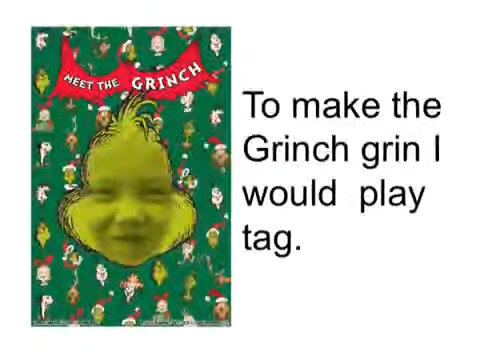 MEET THE GRINCH
To make the
Grinch grin I
would  play
tag.